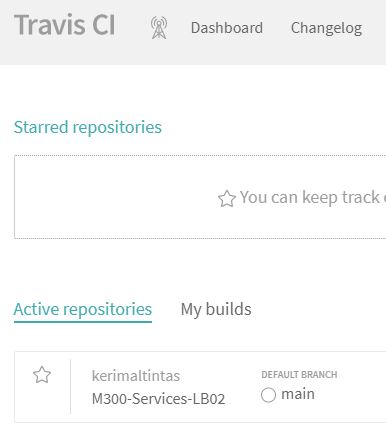 Travis CI Dashboard Changelog
Starred repositories
You can keep track
Active repositories My builds
kerimaltintas DEFAULT BRANCH
M300-Services-LB02 main